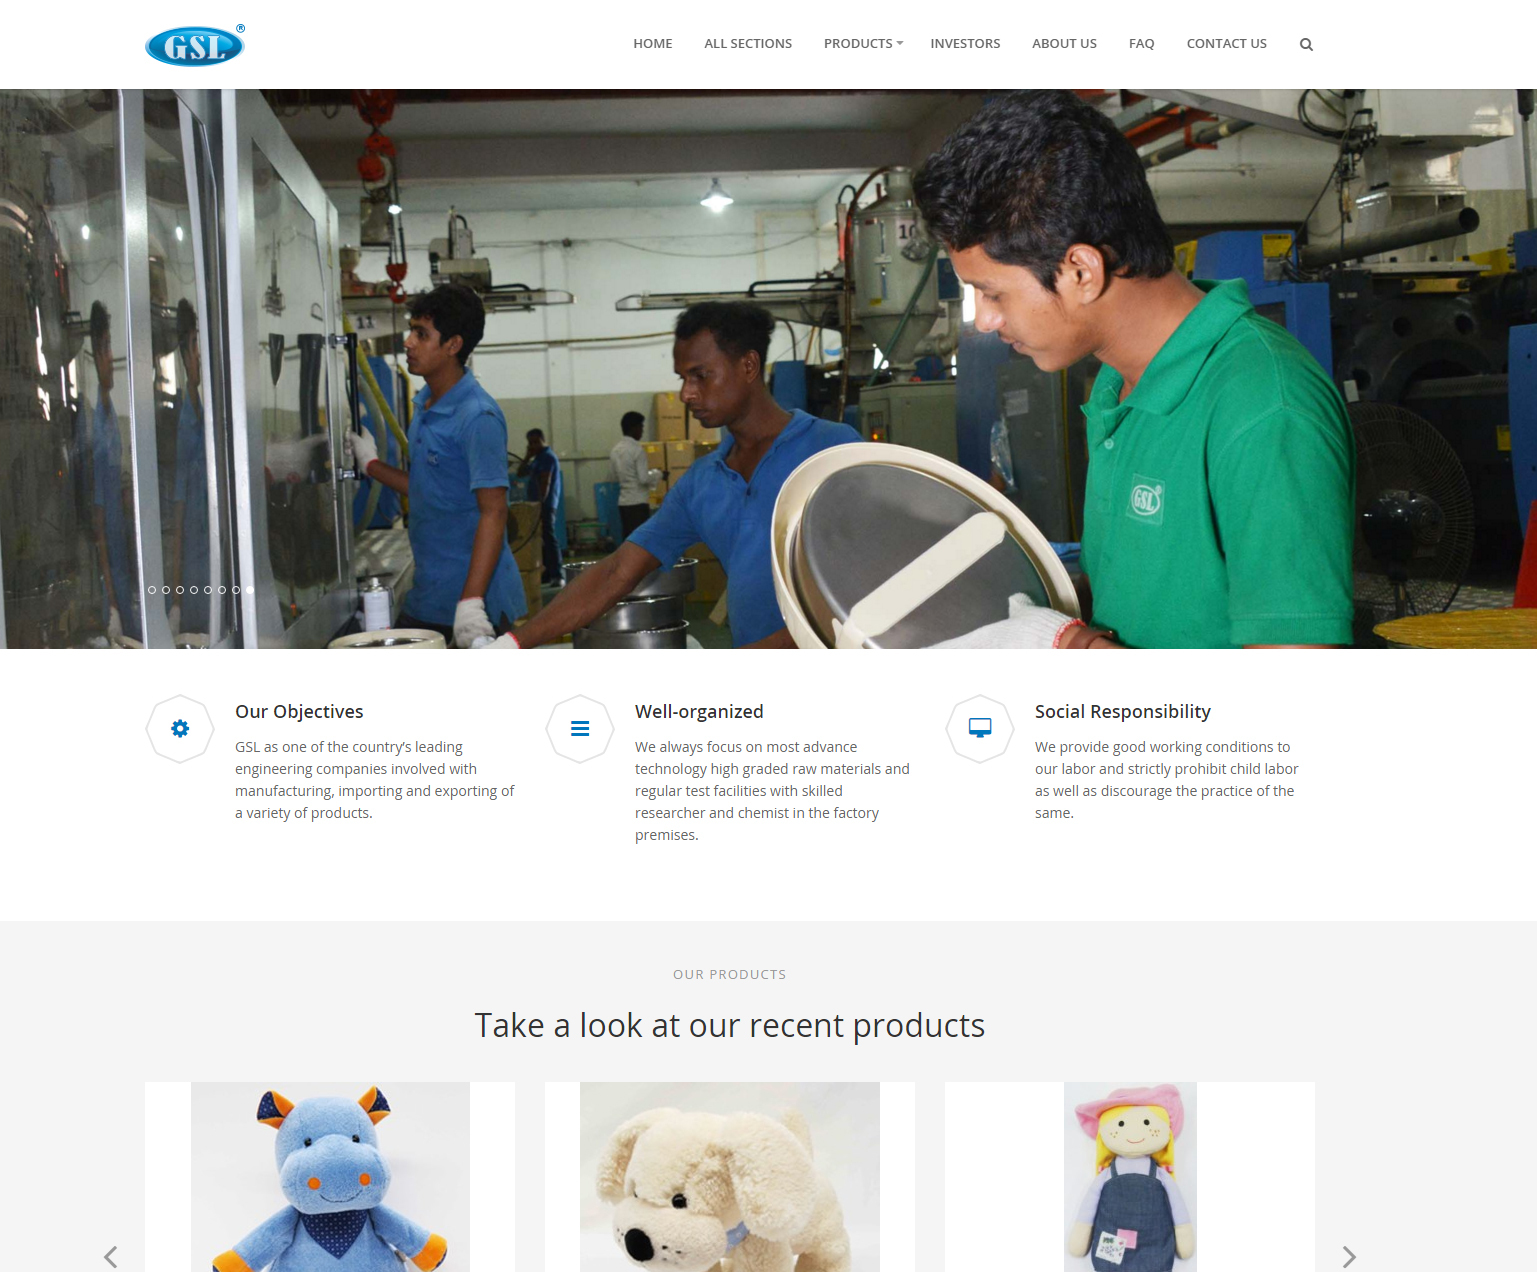 GSL®
HOME ALL SECTIONS PRODUCTS INVESTORS ABOUT US FAQ CONTACT US
10
11
GSL
Our Objectives
GSL as one of the country's leading
engineering companies involved with
manufacturing, importing and exporting of
a variety of products.
Well-organized
We always focus on most advance
technology high graded raw materials and
regular test facilities with skilled
researcher and chemist in the factory
premises.
Social Responsibility
We provide good working conditions to
our labor and strictly prohibit child labor
as well as discourage the practice of the
same.
OUR PRODUCTS
Take a look at our recent products